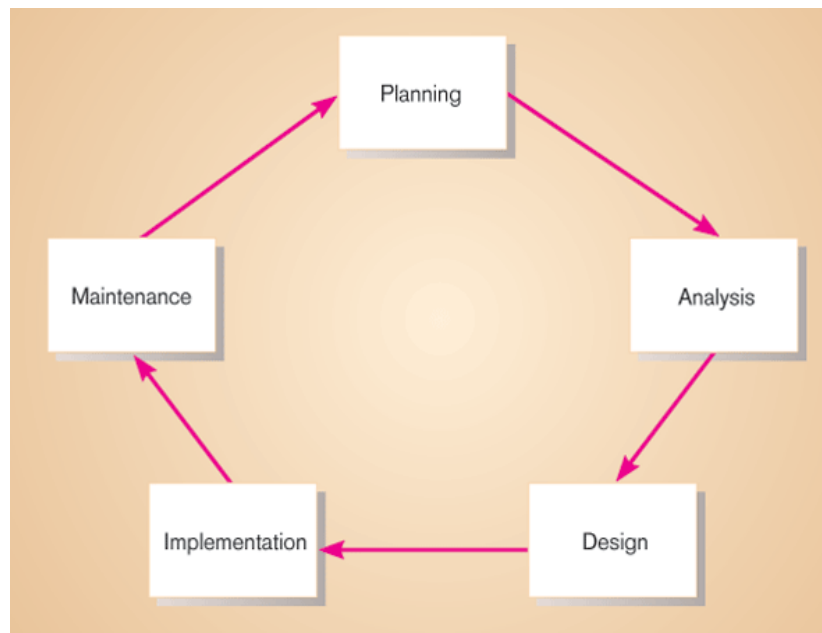 Planning
Analysis
Design
Implementation
Maintenance